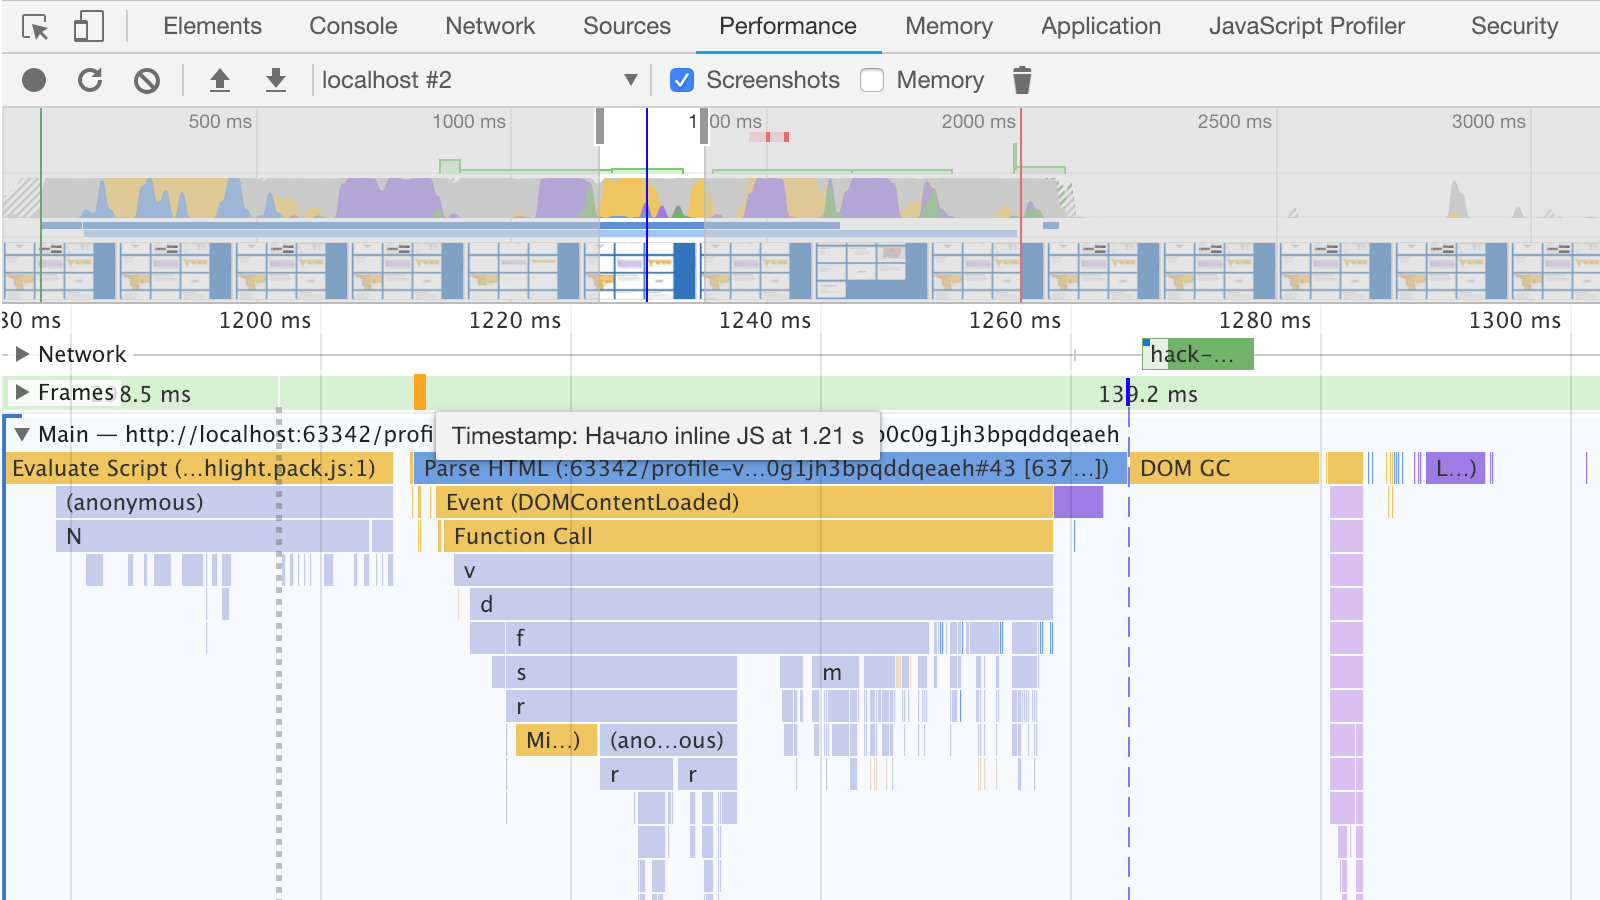 Elements Console Network Sources Performance Memory Application JavaScript Profiler Security
localhost #2 Screenshots Memory
500 ms 1000 ms 1 00 ms 2000 ms 2500 ms 3000 ms
30 ms 1200 ms 1220 ms 1240 ms 1260 ms 1280 ms 1300 ms
Network hack-...
Frames 8.5 ms 139.2 ms
Main — http://localhost:63342/profi 0c0g1jh3bpqddqeaeh
Timestamp: Начало inline JS at 1.21 s
Evaluate Script (...hlight.pack.js:1) Parse HTML (:63342/profile-v...0g1jh3bpqddqeaeh#43 [637...]) DOM GC L...)
(anonymous) Event (DOMContentLoaded)
N Function Call
v
d
f
s m
r
Mi...) (ano...ous)
r r